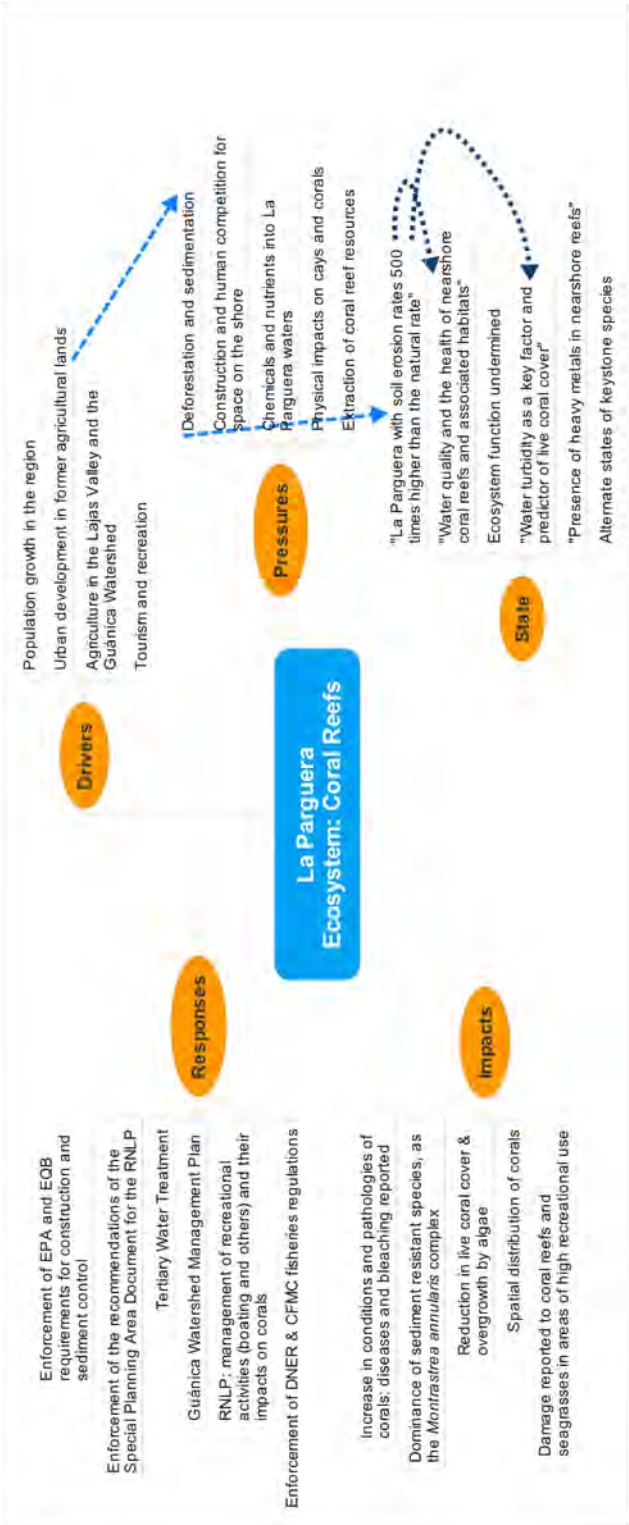 La Parguera
Ecosystem: Coral Reefs
Drivers
Population growth in the region
Urban development in former agricultural lands
Agriculture in the Lajas Valley and the
Guánica Watershed
Tourism and recreation
Pressures
Deforestation and sedimentation
Construction and human competition for
space on the shore
Chemicals and nutrients into La
Parguera waters
Physical impacts on cays and corals
Extraction of coral reef resources
State
"La Parguera with soil erosion rates 500
times higher than the natural rate"
"Water quality and the health of nearshore
coral reefs and associated habitats"
Ecosystem function undermined
"Water turbidity as a key factor and
predictor of live coral cover"
"Presence of heavy metals in nearshore reefs"
Alternate states of keystone species
Responses
Enforcement of EPA and EQB
requirements for construction and
sediment control
Enforcement of the recommendations of the
Special Planning Area Document for the RNLP
Tertiary Water Treatment
Guánica Watershed Management Plan
RNLP: management of recreational
activities (boating and others) and their
impacts on corals
Enforcement of DNER & CFMC fisheries regulations
Impacts
Increase in conditions and pathologies of
corals: diseases and bleaching reported
Dominance of sediment resistant species, as
the Montrastrea annularis complex
Reduction in live coral cover &
overgrowth by algae
Spatial distribution of corals
Damage reported to coral reefs and
seagrasses in areas of high recreational use